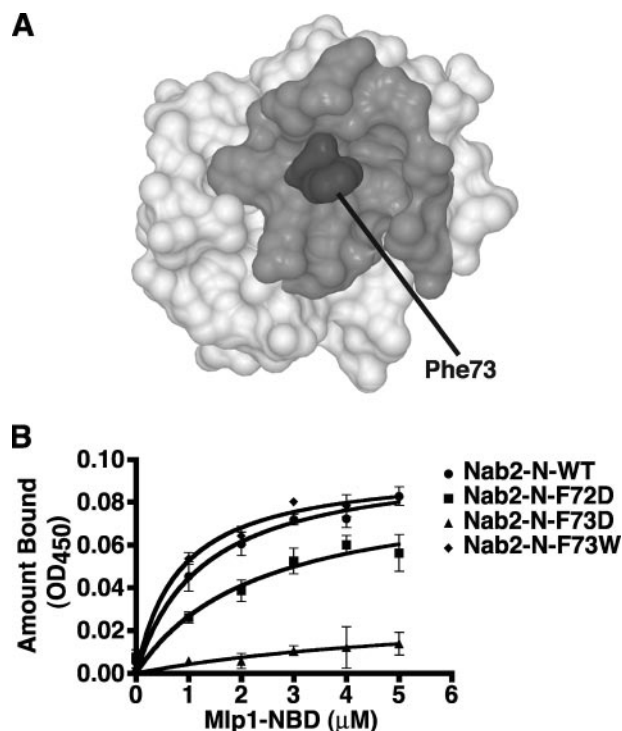 A
Phe73
B
Amount Bound
(OD450)
0.10
0.08
0.06
0.04
0.02
0.00
0 1 2 3 4 5 6
Mlp1-NBD (μM)
Nab2-N-WT
Nab2-N-F72D
Nab2-N-F73D
Nab2-N-F73W